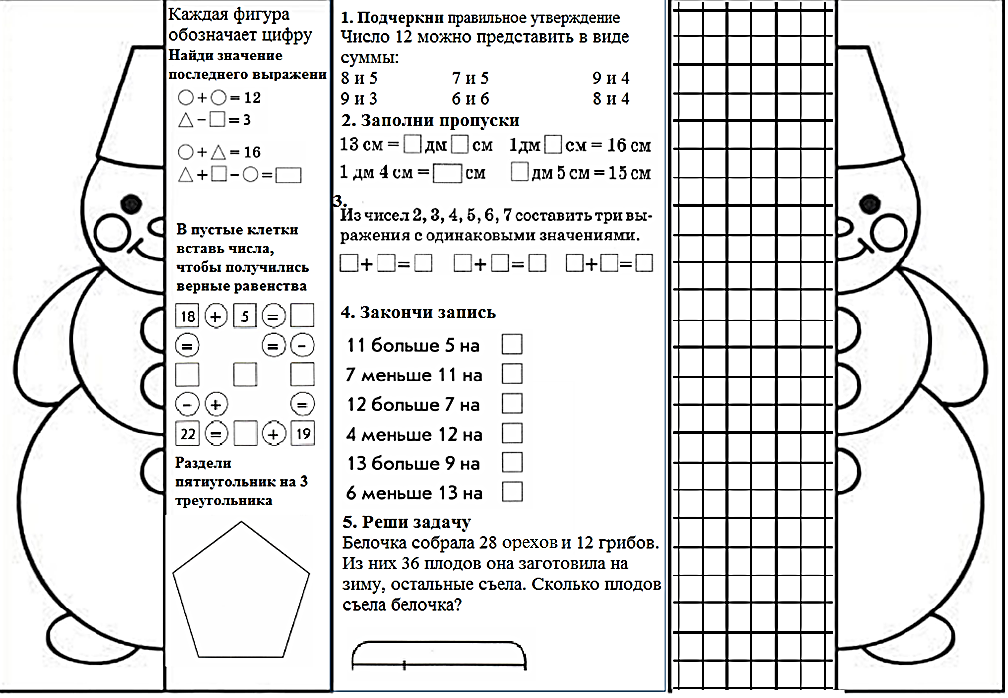 Каждая фигура
обозначает цифру
Найди значение
последнего выражени
○ + ○ = 12
△ − □ = 3
○ + △ = 16
△ + □ − ○ = □
В пустые клетки
вставь числа,
чтобы получились
верные равенства
18 + 5 = □
= = −
□ □ □
− + =
22 = □ + 19
Раздели
пятиугольник на 3
треугольника
1. Подчеркни правильное утверждение
Число 12 можно представить в виде
суммы:
8 и 5 7 и 5 9 и 4
9 и 3 6 и 6 8 и 4
2. Заполни пропуски
13 см = □ дм □ см 1дм □ см = 16 см
1 дм 4 см = □ см □ дм 5 см = 15 см
3.
Из чисел 2, 3, 4, 5, 6, 7 составить три вы-
ражения с одинаковыми значениями.
□ + □ = □ □ + □ = □ □ + □ = □
4. Закончи запись
11 больше 5 на □
7 меньше 11 на □
12 больше 7 на □
4 меньше 12 на □
13 больше 9 на □
6 меньше 13 на □
5. Реши задачу
Белочка собрала 28 орехов и 12 грибов.
Из них 36 плодов она заготовила на
зиму, остальные съела. Сколько плодов
съела белочка?